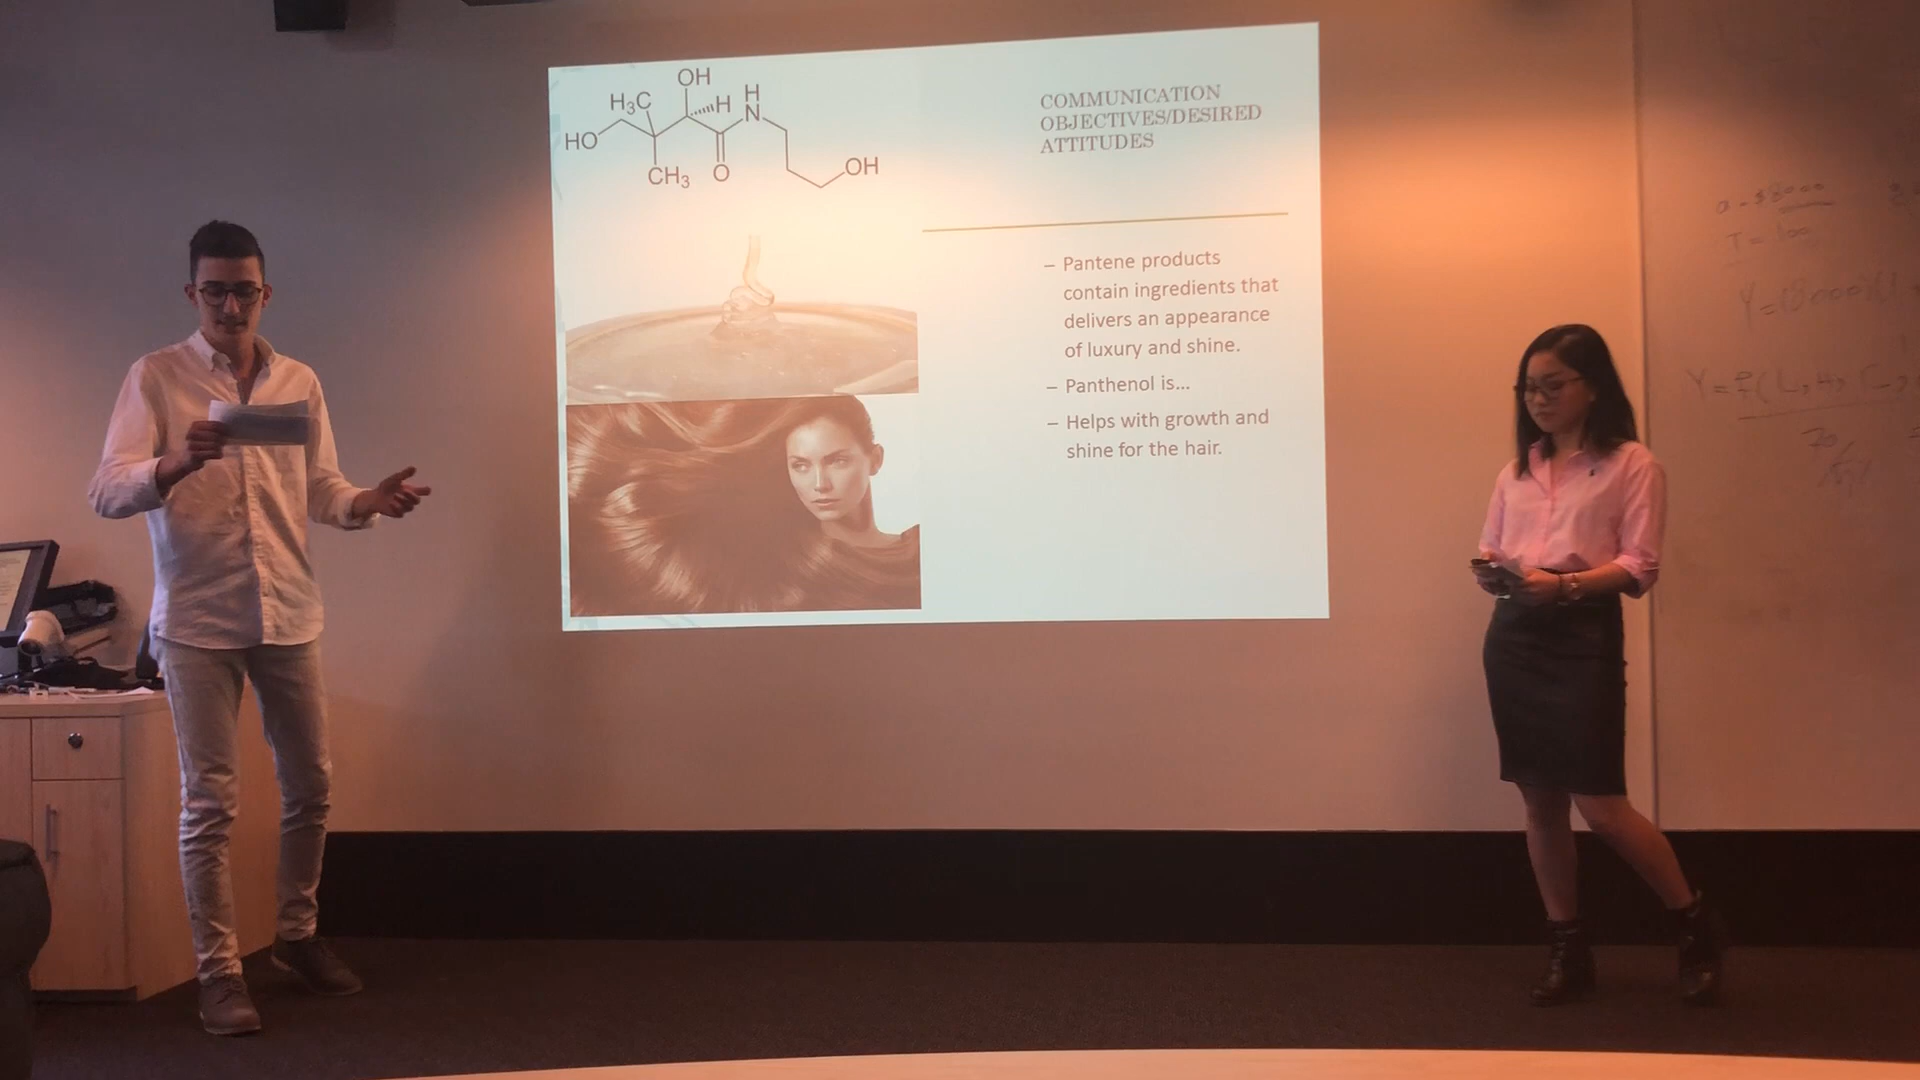 OH
H₃C
H
H
N
HO
CH₃
O
OH
COMMUNICATION
OBJECTIVES/DESIRED
ATTITUDES
– Pantene products
contain ingredients that
delivers an appearance
of luxury and shine.
– Panthenol is...
– Helps with growth and
shine for the hair.